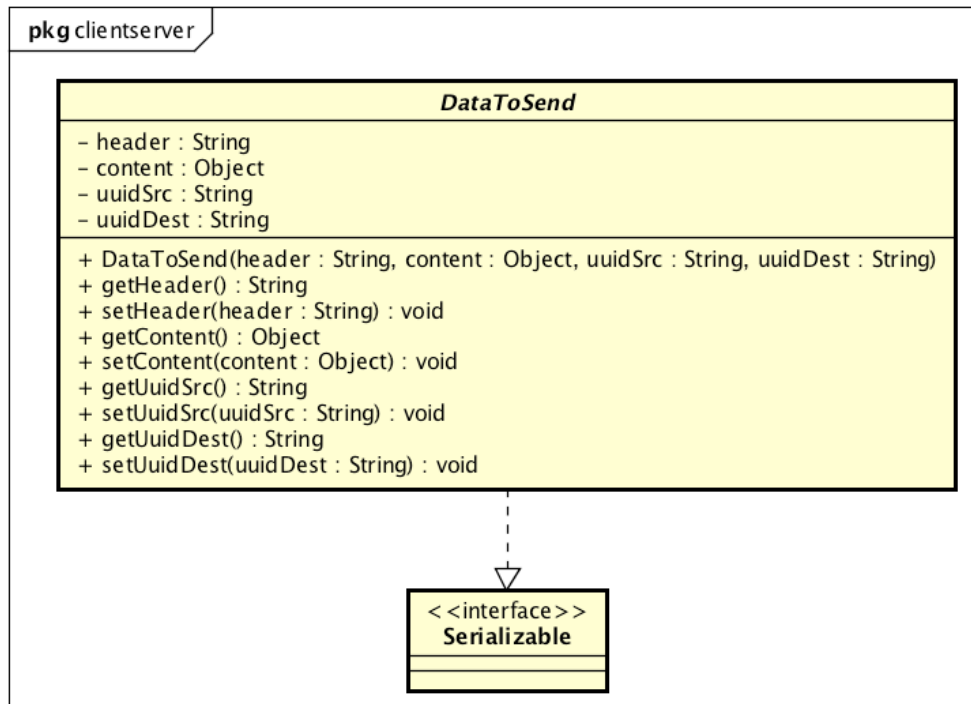 pkg clientserver
DataToSend
– header : String
– content : Object
– uuidSrc : String
– uuidDest : String
+ DataToSend(header : String, content : Object, uuidSrc : String, uuidDest : String)
+ getHeader() : String
+ setHeader(header : String) : void
+ getContent() : Object
+ setContent(content : Object) : void
+ getUuidSrc() : String
+ setUuidSrc(uuidSrc : String) : void
+ getUuidDest() : String
+ setUuidDest(uuidDest : String) : void
<<interface>>
Serializable